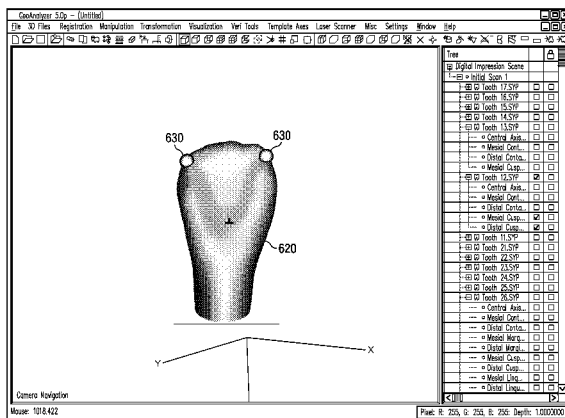 GeoAnalyzer 5.0p – (Untitled)
File 3D Files Registration Manipulation Transformation Visualization Veri Tools Template Axes Laser Scanner Misc Settings Window Help
630
630
620
Y
X
Camera Navigation
Tree
Digital Impression Scene
Initial Span 1
Tooth 17.SYP
Tooth 16.SYP
Tooth 15.SYP
Tooth 14.SYP
Tooth 13.SYP
Central Axis...
Mesial Cont...
Distal Conta...
Mesial Cusp...
Tooth 12.SYP
Central Axis...
Mesial Cont...
Distal Conta...
Mesial Cusp...
Distal Cusp...
Tooth 11.SYP
Tooth 21.SYP
Tooth 22.SYP
Tooth 23.SYP
Tooth 24.SYP
Tooth 25.SYP
Tooth 26.SYP
Central Axis...
Mesial Cont...
Distal Conta...
Mesial Marg...
Distal Margi...
Mesial Cusp...
Distal Cusp...
Mesial Ling...
Distal Lingu...
Mouse: 1018.422
Pixel: R: 255, G: 255, B: 255: Depth: 1.0000000